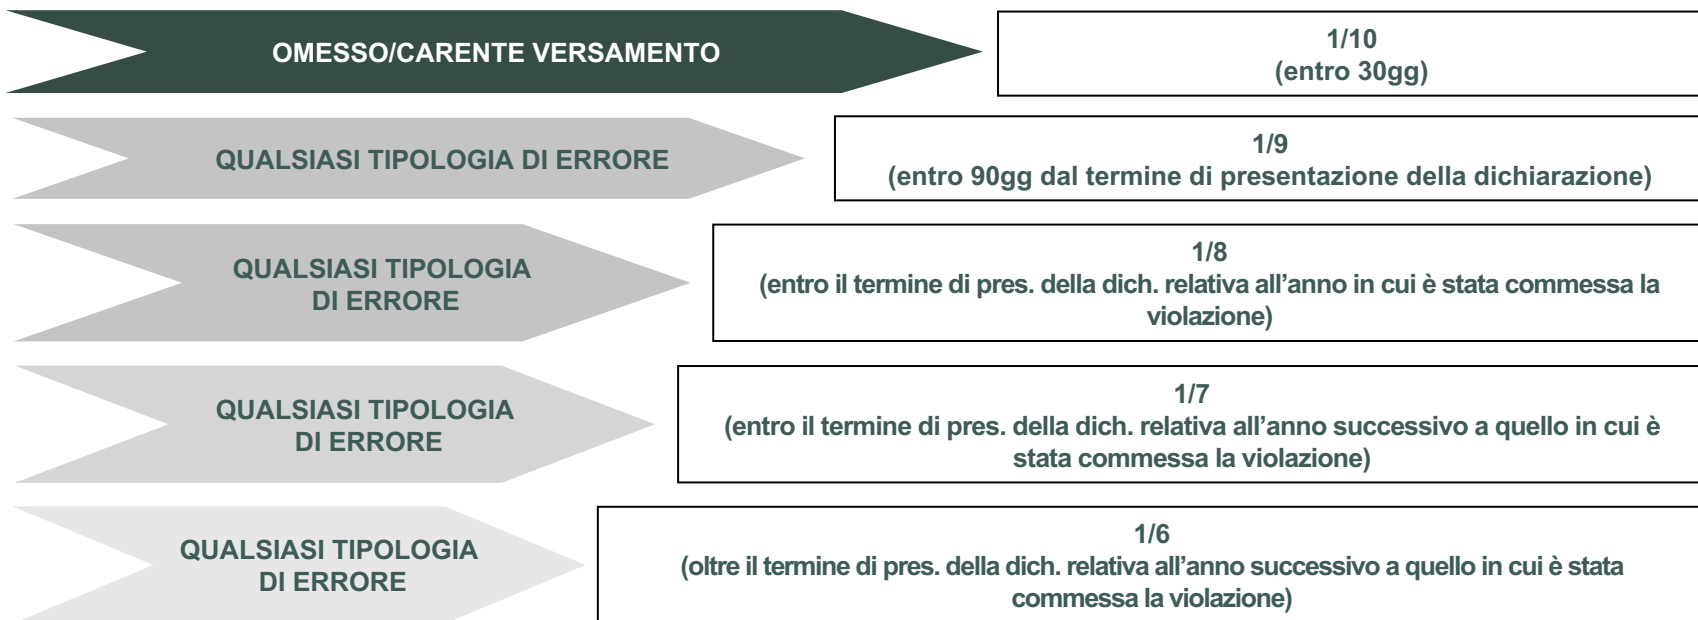 OMESSO/CARENTE VERSAMENTO
1/10
(entro 30gg)
QUALSIASI TIPOLOGIA DI ERRORE
1/9
(entro 90gg dal termine di presentazione della dichiarazione)
QUALSIASI TIPOLOGIA
DI ERRORE
1/8
(entro il termine di pres. della dich. relativa all’anno in cui è stata commessa la
violazione)
QUALSIASI TIPOLOGIA
DI ERRORE
1/7
(entro il termine di pres. della dich. relativa all’anno successivo a quello in cui è
stata commessa la violazione)
QUALSIASI TIPOLOGIA
DI ERRORE
1/6
(oltre il termine di pres. della dich. relativa all’anno successivo a quello in cui è stata
commessa la violazione)